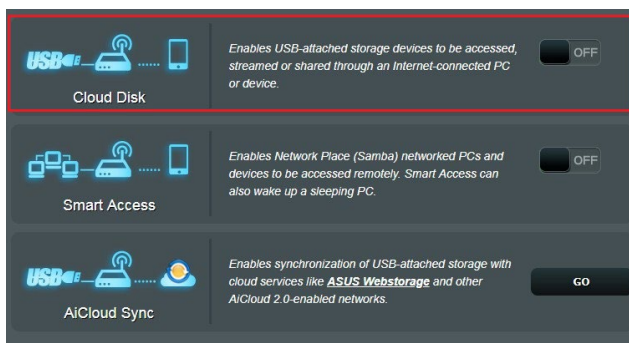 USB
Cloud Disk
Enables USB-attached storage devices to be accessed,
streamed or shared through an Internet-connected PC
or device.
OFF
Smart Access
Enables Network Place (Samba) networked PCs and
devices to be accessed remotely. Smart Access can
also wake up a sleeping PC.
OFF
USB
AiCloud Sync
Enables synchronization of USB-attached storage with
cloud services like ASUS Webstorage and other
AiCloud 2.0-enabled networks.
GO